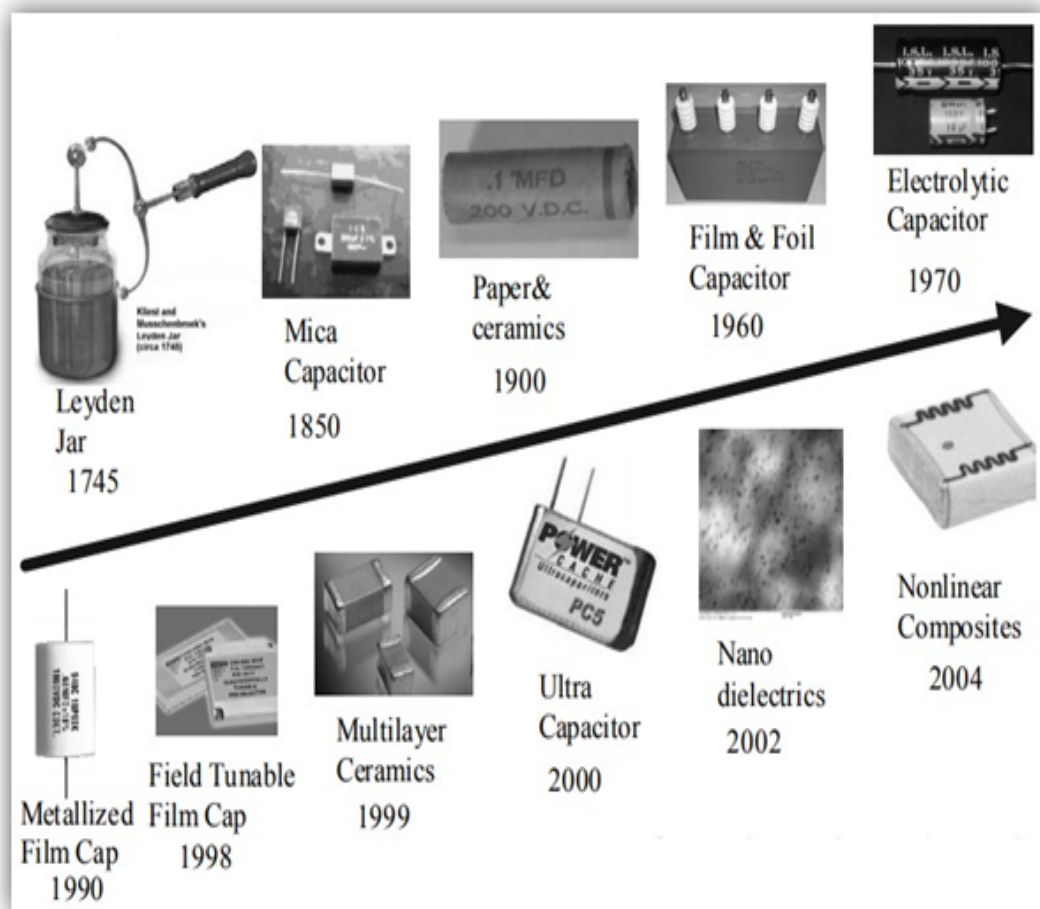 Kliest and
Musschenbroek's
Leyden Jar
(circa 1745)
Leyden
Jar
1745
Mica
Capacitor
1850
.1 MFD
200 V.D.C.
Paper&
ceramics
1900
Film & Foil
Capacitor
1960
I.S.L. I.S.L. I.S.
Electrolytic
Capacitor
1970
Metallized
Film Cap
1990
Field Tunable
Film Cap
1998
Multilayer
Ceramics
1999
POWER
CACHE
Ultracapacitors
PC5
Ultra
Capacitor
2000
Nano
dielectrics
2002
Nonlinear
Composites
2004